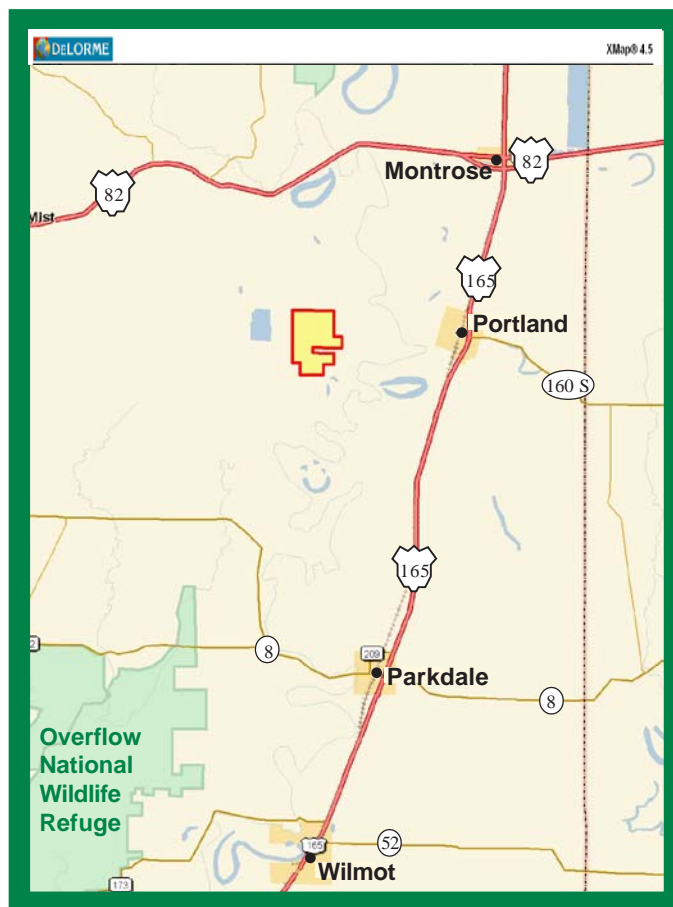 DELORME
XMap® 4.5
Montrose
82
82
Mist
165
Portland
160 S
165
8
209
Parkdale
8
Overflow
National
Wildlife
Refuge
165
52
Wilmot
173